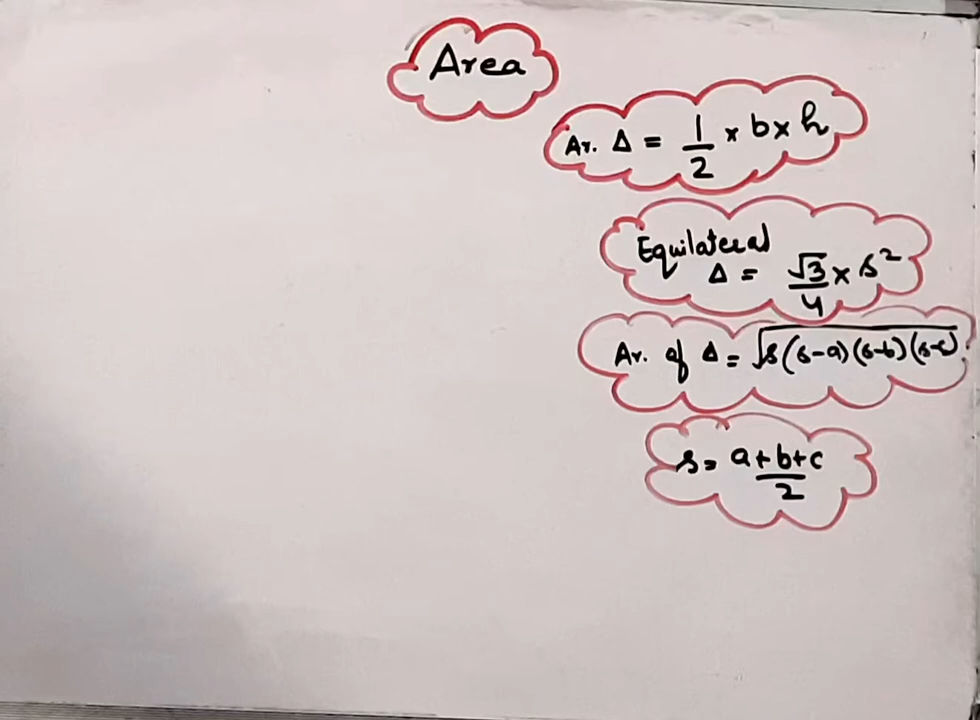 Area
Ar. Δ = 1/2 × b × h
Equilateral
Δ = √3/4 × s²
Ar. of Δ = √s(s-a)(s-b)(s-c)
s = a+b+c/2